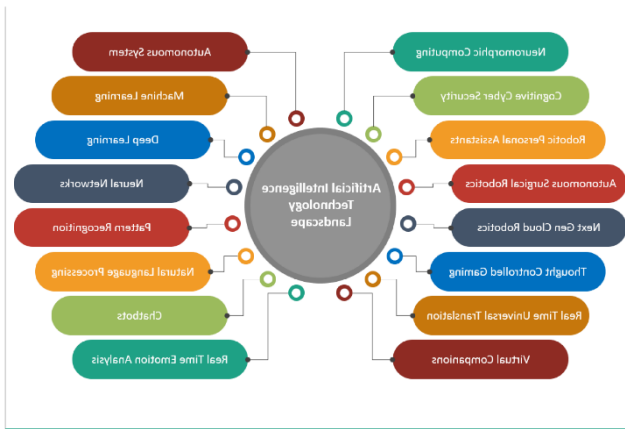 Artificial Intelligence
Technology
Landscape
Autonomous System
Machine Learning
Deep Learning
Neural Networks
Pattern Recognition
Natural Language Processing
Chatbots
Real Time Emotion Analysis
Neuromorphic Computing
Cognitive Cyber Security
Robotic Personal Assistants
Autonomous Surgical Robotics
Next Gen Cloud Robotics
Thought Controlled Gaming
Real Time Universal Translation
Virtual Companions